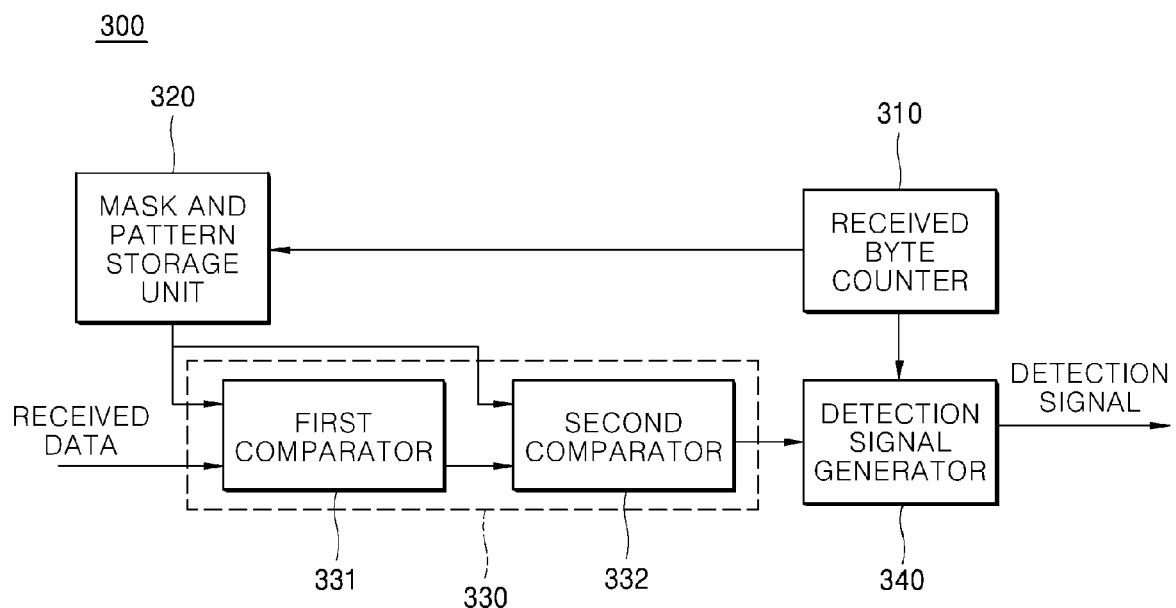 300
320
310
MASK AND
PATTERN
STORAGE
UNIT
RECEIVED
BYTE
COUNTER
RECEIVED
DATA
FIRST
COMPARATOR
SECOND
COMPARATOR
DETECTION
SIGNAL
GENERATOR
DETECTION
SIGNAL
331
330
332
340